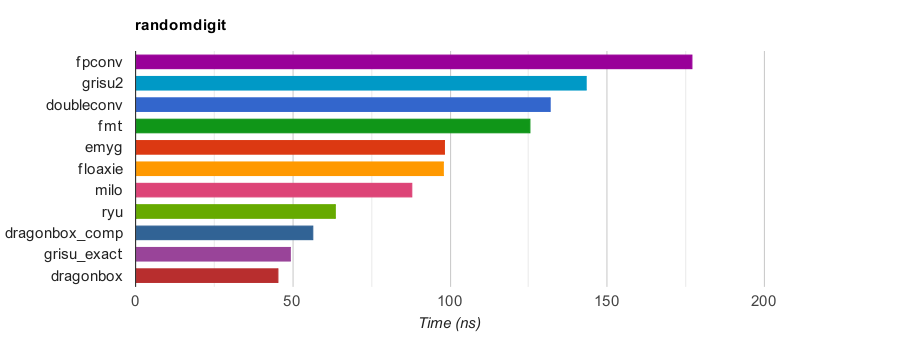 randomdigit
fpconv
grisu2
doubleconv
fmt
emyg
floaxie
milo
ryu
dragonbox_comp
grisu_exact
dragonbox
0 50 100 150 200
Time (ns)